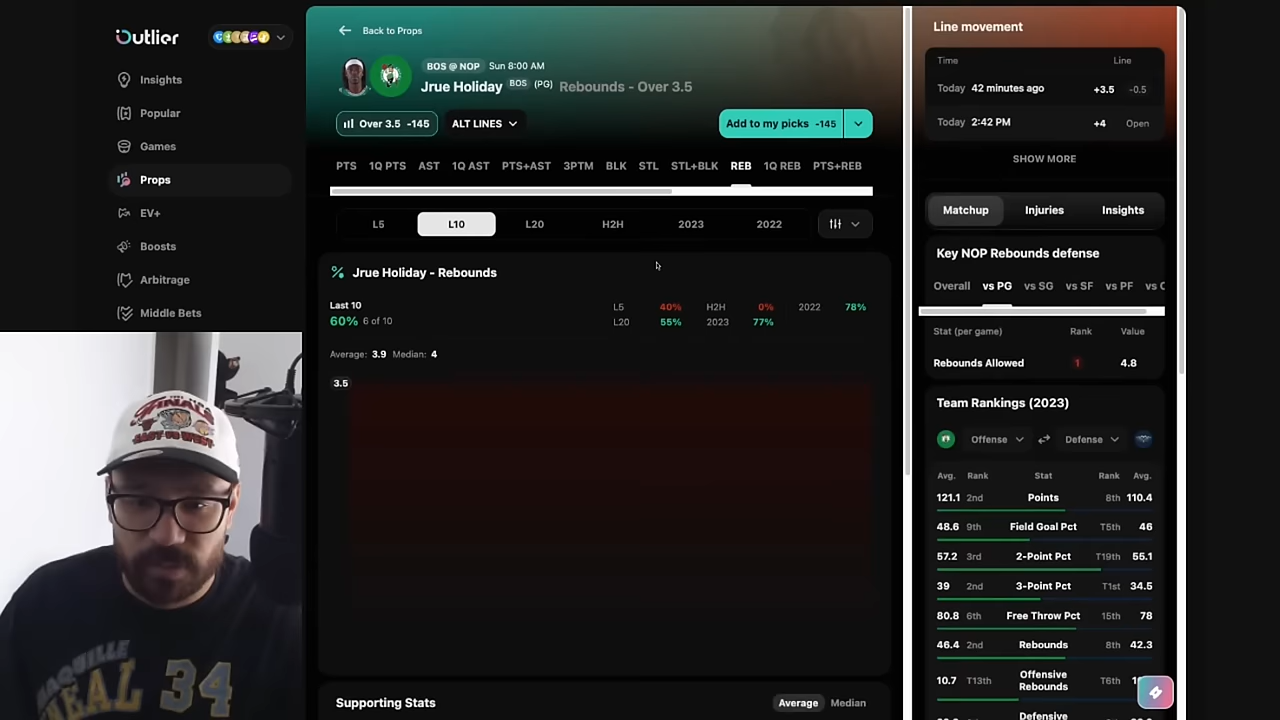 Outlier
Insights
Popular
Games
Props
EV+
Boosts
Arbitrage
Middle Bets
Back to Props
BOS @ NOP Sun 8:00 AM
Jrue Holiday BOS (PG) Rebounds - Over 3.5
Over 3.5 -145 ALT LINES
Add to my picks -145
PTS 1Q PTS AST 1Q AST PTS+AST 3PTM BLK STL STL+BLK REB 1Q REB PTS+REB
L5 L10 L20 H2H 2023 2022
Jrue Holiday - Rebounds
Last 10
60% 6 of 10
L5 40% H2H 0% 2022 78%
L20 55% 2023 77%
Average: 3.9 Median: 4
3.5
Supporting Stats
Average Median
Line movement
Time Line
Today 42 minutes ago +3.5 -0.5
Today 2:42 PM +4 Open
SHOW MORE
Matchup Injuries Insights
Key NOP Rebounds defense
Overall vs PG vs SG vs SF vs PF vs C
Stat (per game) Rank Value
Rebounds Allowed 1 4.8
Team Rankings (2023)
Offense Defense
Avg. Rank Stat Rank Avg.
121.1 2nd Points 8th 110.4
48.6 9th Field Goal Pct T5th 46
57.2 3rd 2-Point Pct T19th 55.1
39 2nd 3-Point Pct T1st 34.5
80.8 6th Free Throw Pct 15th 78
46.4 2nd Rebounds 8th 42.3
10.7 T13th Offensive Rebounds T6th
Defensive
FINALS
EAST VS WEST
SHAQUILLE
O'NEAL 34